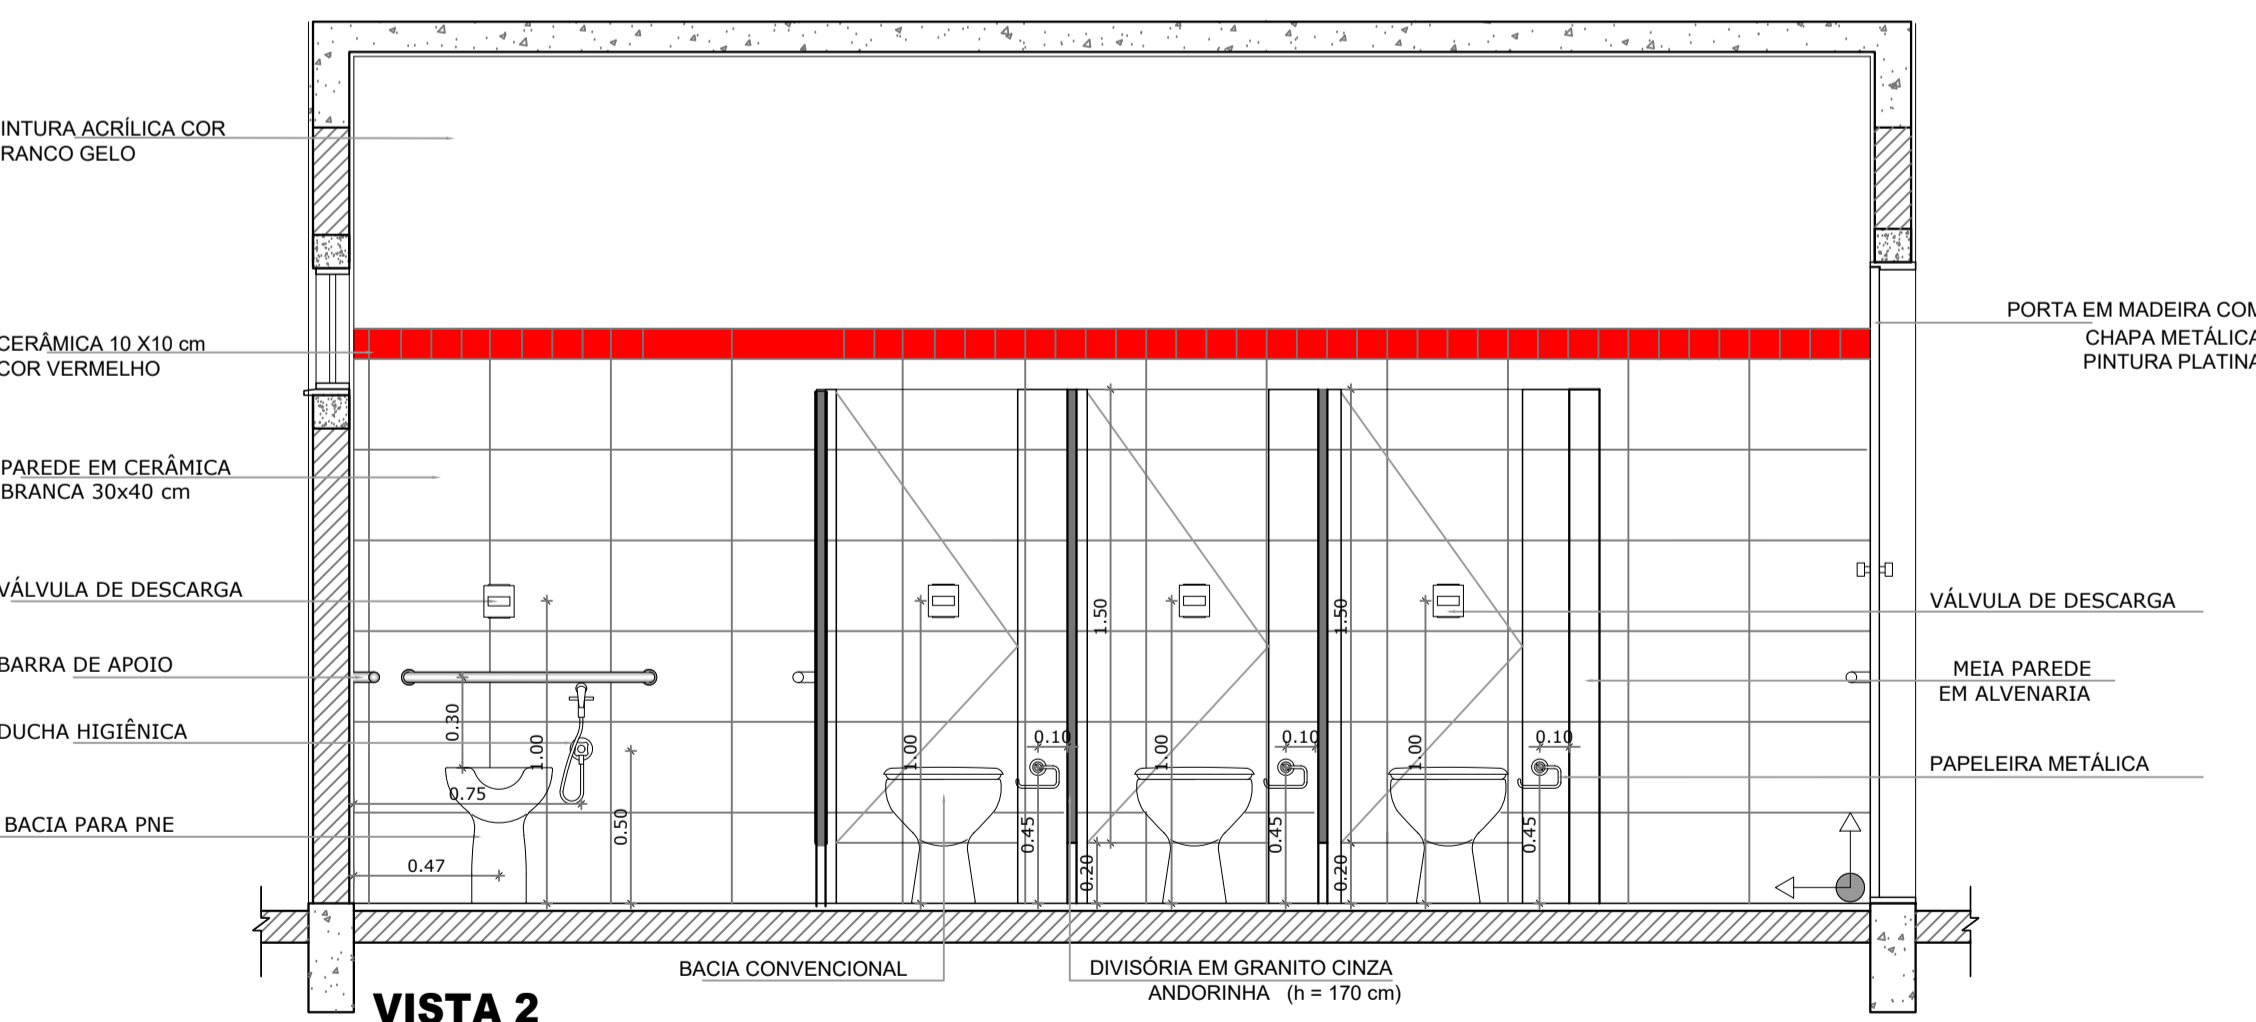 INTURA ACRÍLICA COR
RANCO GELO
CERÂMICA 10 X10 cm
COR VERMELHO
PAREDE EM CERÂMICA
BRANCA 30x40 cm
VÁLVULA DE DESCARGA
BARRA DE APOIO
DUCHA HIGIÊNICA
BACIA PARA PNE
0.30
1.00
0.75
0.50
0.47
1.00
0.10
0.45
1.50
0.20
1.00
0.10
0.45
1.50
0.20
1.00
0.10
0.45
PORTA EM MADEIRA COM
CHAPA METÁLICA
PINTURA PLATINA
VÁLVULA DE DESCARGA
MEIA PAREDE
EM ALVENARIA
PAPELEIRA METÁLICA
BACIA CONVENCIONAL
DIVISÓRIA EM GRANITO CINZA
ANDORINHA (h = 170 cm)
VISTA 2